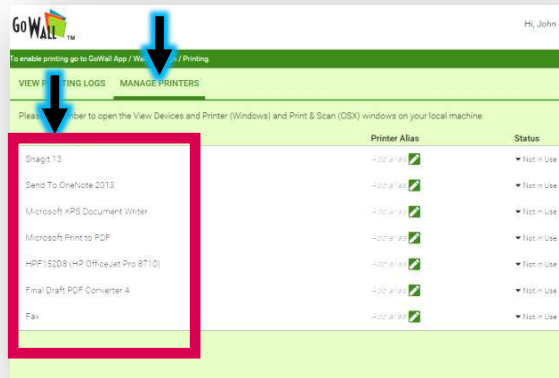 GO WALL TM
Hi, John
To enable printing go to GoWall App / / Printing.
VIEW PRINTING LOGS MANAGE PRINTERS
Please remember to open the View Devices and Printer (Windows) and Print & Scan (OSX) windows on your local machine.
Printer Alias Status
Snagit 13 Add alias Not in Use
Send To OneNote 2013 Add alias Not in Use
Microsoft XPS Document Writer Add alias Not in Use
Microsoft Print to PDF Add alias Not in Use
HPF152D8 (HP OfficeJet Pro 8710) Add alias Not in Use
Final Draft PDF Converter 4 Add alias Not in Use
Fax Add alias Not in Use